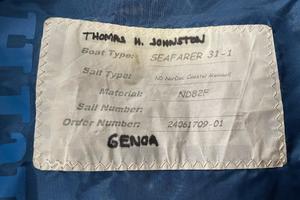 THOMAS H. JOHNSTON
Boat Type: SEAFARER 31-1
Sail Type: ND NorDac Coastal Mainsail
Material: ND82F
Sail Number:
Order Number: 24061709-01
GENOA